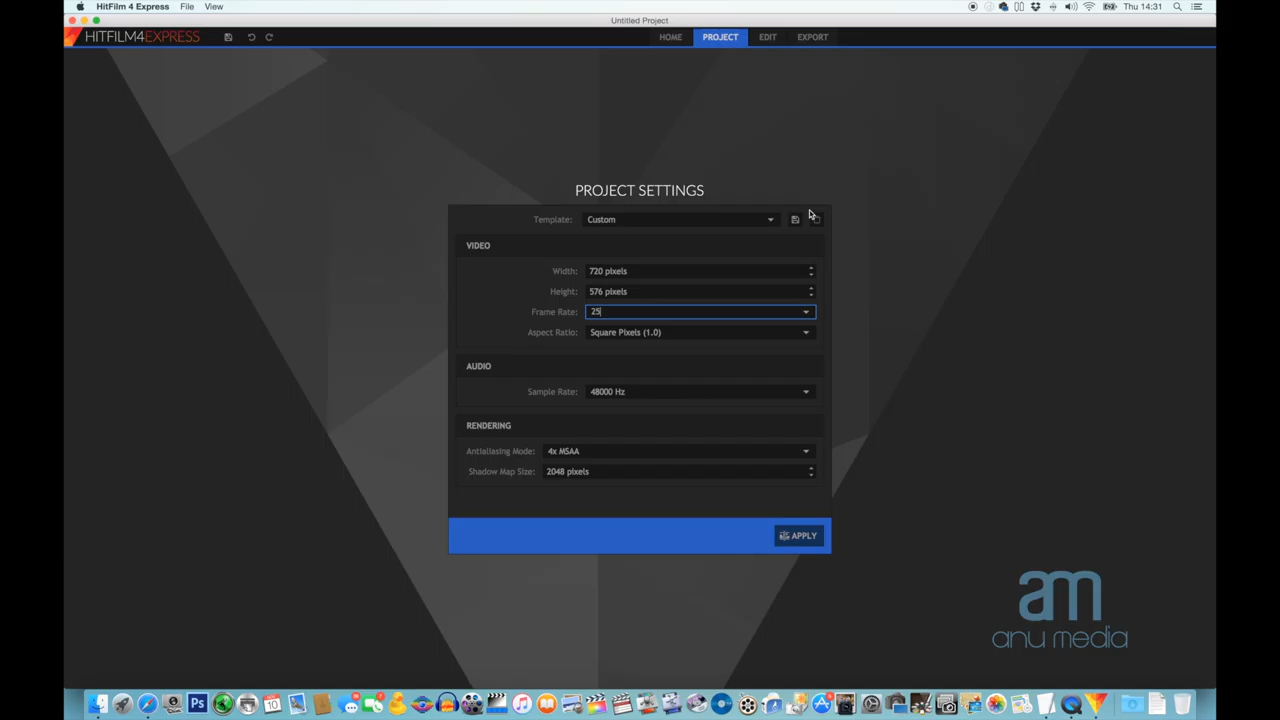 HitFilm 4 Express File View Thu 14:31
Untitled Project
HITFILM4EXPRESS HOME PROJECT EDIT EXPORT
PROJECT SETTINGS
Template: Custom
VIDEO
Width: 720 pixels
Height: 576 pixels
Frame Rate: 25
Aspect Ratio: Square Pixels (1.0)
AUDIO
Sample Rate: 48000 Hz
RENDERING
Antialiasing Mode: 4x MSAA
Shadow Map Size: 2048 pixels
APPLY
am
anu media
Ps